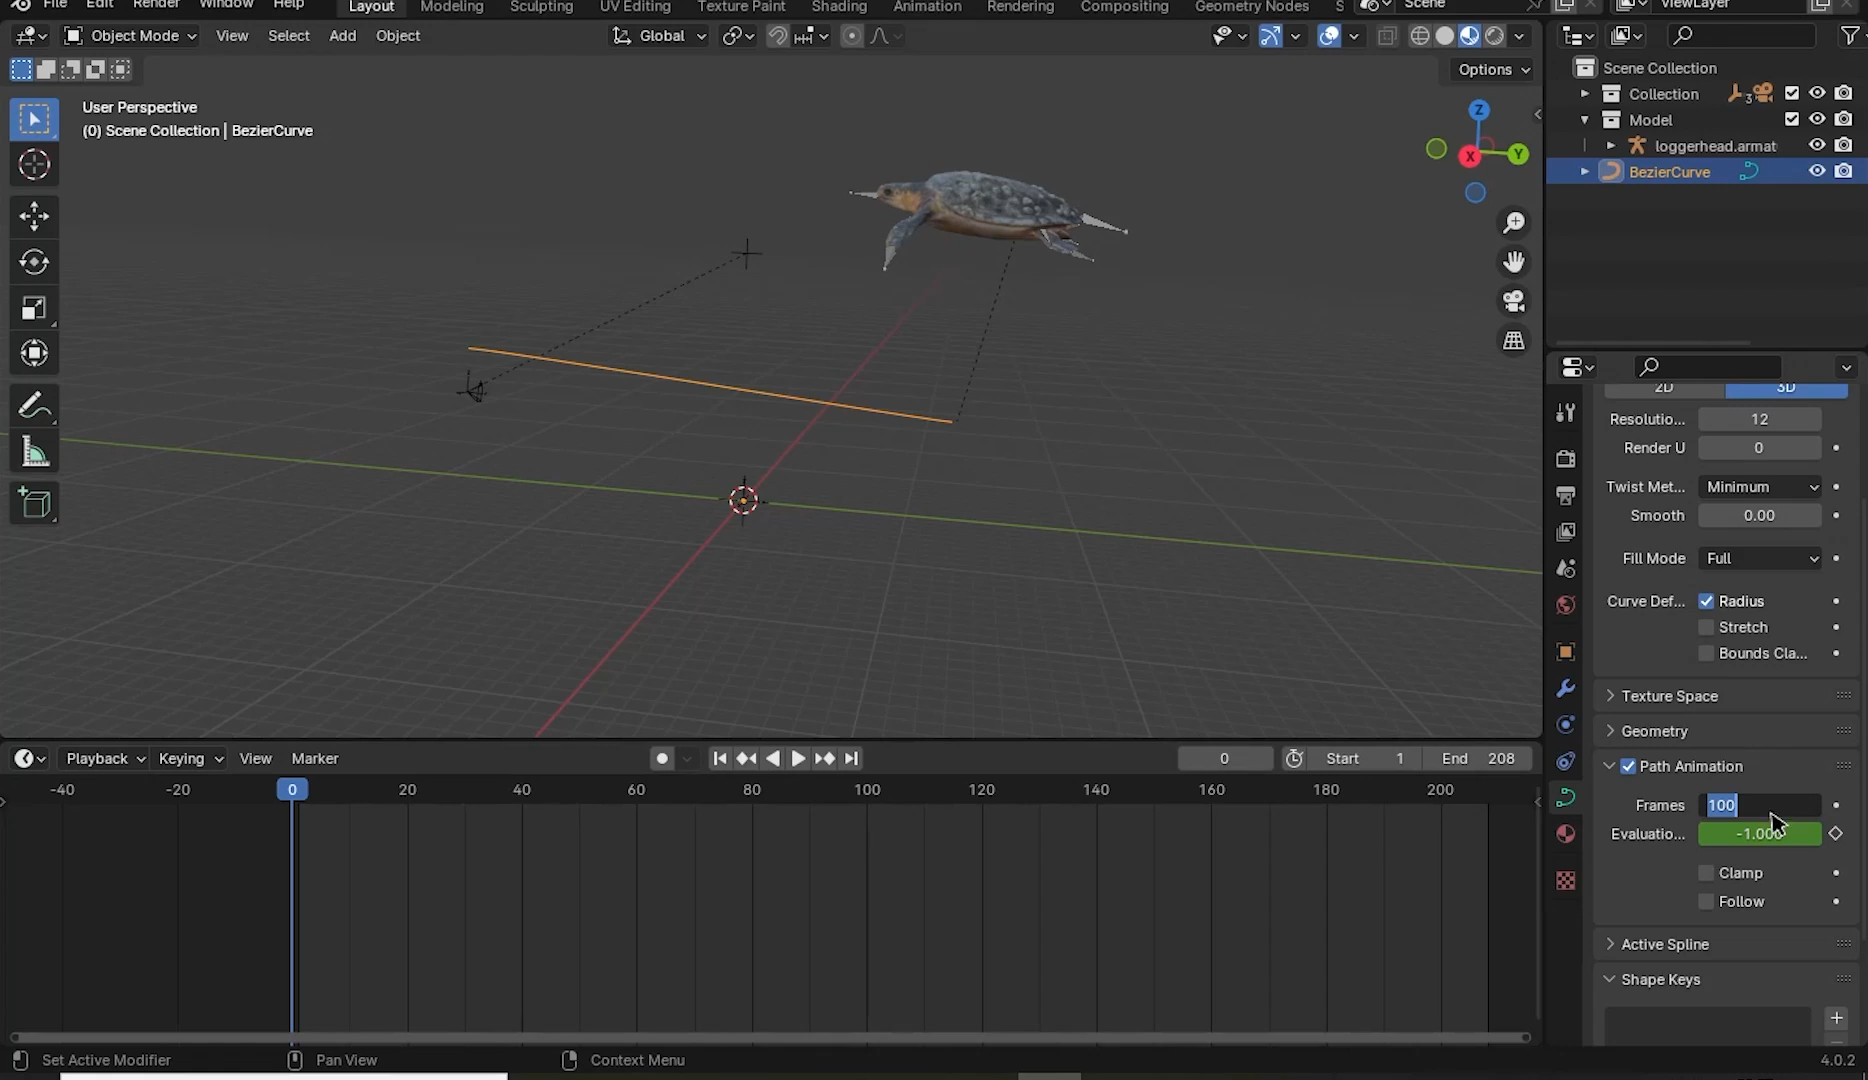 File Edit Render Window Help Layout Modeling Sculpting UV Editing Texture Paint Shading Animation Rendering Compositing Geometry Nodes S Scene ViewLayer
Object Mode View Select Add Object Global
Options
User Perspective
(0) Scene Collection | BezierCurve
Z
X
Y
Scene Collection
Collection 3
Model
loggerhead.armat
BezierCurve
2D 3D
Resolutio... 12
Render U 0
Twist Met... Minimum
Smooth 0.00
Fill Mode Full
Curve Def... Radius
Stretch
Bounds Cla...
Texture Space
Geometry
Path Animation
Frames 100
Evaluatio... -1.000
Clamp
Follow
Active Spline
Shape Keys
Playback Keying View Marker 0 Start 1 End 208
-40 -20 0 20 40 60 80 100 120 140 160 180 200
Set Active Modifier Pan View Context Menu 4.0.2